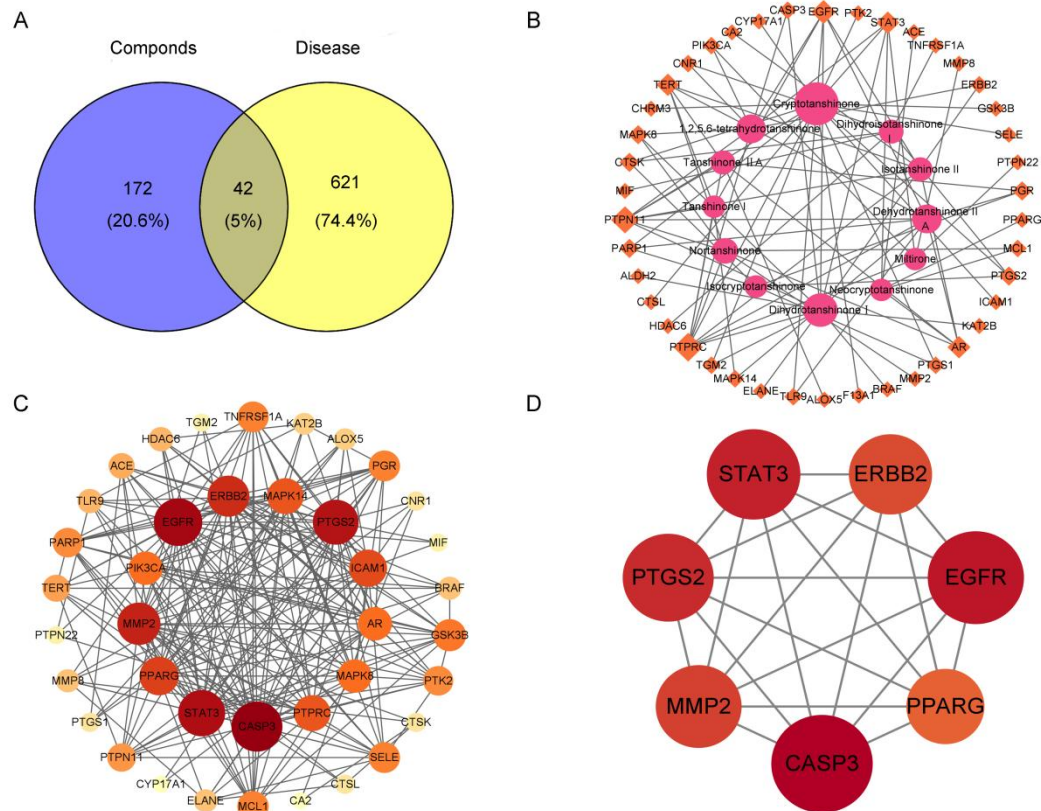 A
Componds
Disease
172
(20.6%)
42
(5%)
621
(74.4%)
B
EGFR
PTK2
STAT3
ACE
TNFRSF1A
MMP8
ERBB2
GSK3B
SELE
PTPN22
PGR
PPARG
MCL1
PTGS2
ICAM1
KAT2B
AR
PTGS1
MMP2
BRAF
F13A1
ALOX5
TLR9
ELANE
MAPK14
TGM2
PTPRC
HDAC6
CTSL
ALDH2
PARP1
PTPN11
MIF
CTSK
MAPK8
CHRM3
TERT
CNR1
PIK3CA
CA2
CYP17A1
CASP3
Cryptotanshinone
Dihydroisotanshinone
I
Isotanshinone II
Dehydrotanshinone II
A
Miltirone
Neocryptotanshinone
Dihydrotanshinone I
Isocryptotanshinone
Nortanshinone
Tanshinone I
Tanshinone II A
1,2,5,6-tetrahydrotanshinone
C
TNFRSF1A
KAT2B
ALOX5
PGR
CNR1
MIF
BRAF
GSK3B
PTK2
CTSK
SELE
CTSL
CA2
MCL1
ELANE
CYP17A1
PTPN11
PTGS1
MMP8
PTPN22
TERT
PARP1
TLR9
ACE
HDAC6
TGM2
ERBB2
MAPK14
PTGS2
ICAM1
AR
MAPK8
PTPRC
CASP3
STAT3
PPARG
MMP2
PIK3CA
EGFR
D
STAT3
ERBB2
PTGS2
EGFR
MMP2
PPARG
CASP3